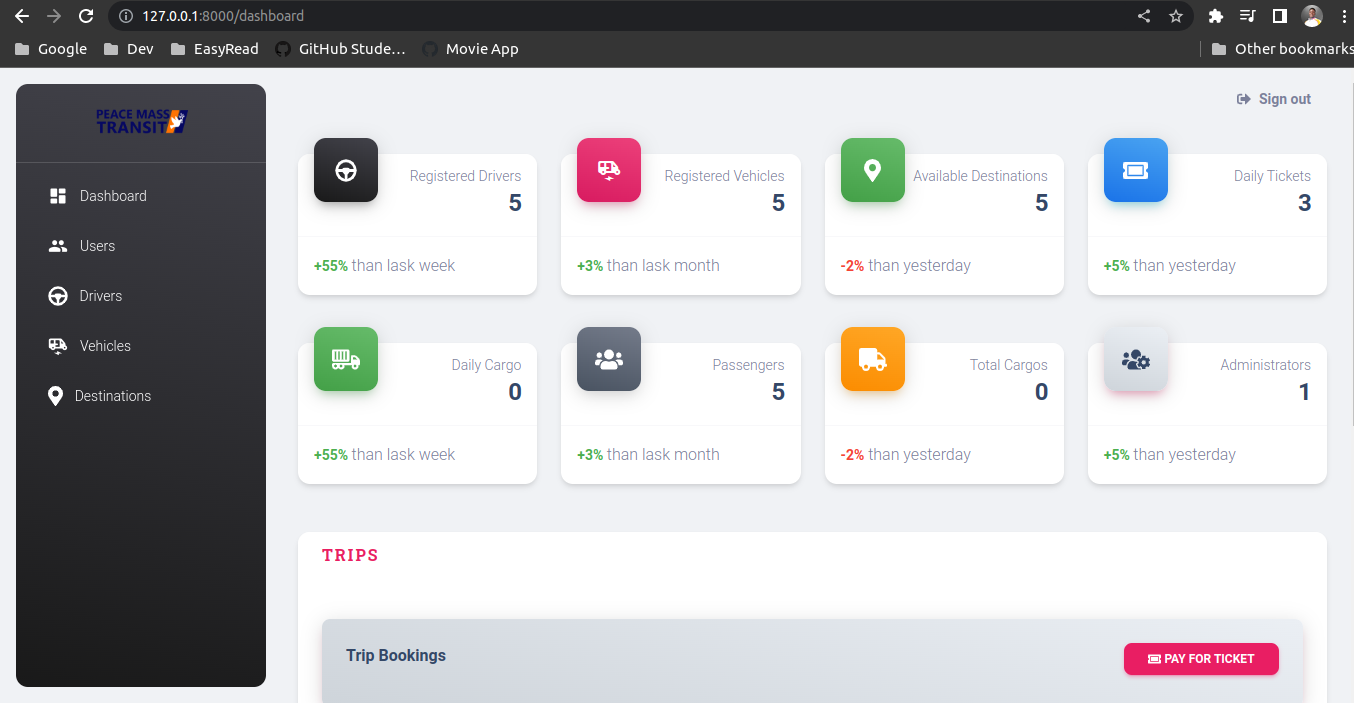 127.0.0.1:8000/dashboard
Google Dev EasyRead GitHub Stude... Movie App Other bookmarks
PEACE MASS
TRANSIT
Sign out
Dashboard
Users
Drivers
Vehicles
Destinations
Registered Drivers
5
+55% than lask week
Registered Vehicles
5
+3% than lask month
Available Destinations
5
-2% than yesterday
Daily Tickets
3
+5% than yesterday
Daily Cargo
0
+55% than lask week
Passengers
5
+3% than lask month
Total Cargos
0
-2% than yesterday
Administrators
1
+5% than yesterday
TRIPS
Trip Bookings
PAY FOR TICKET